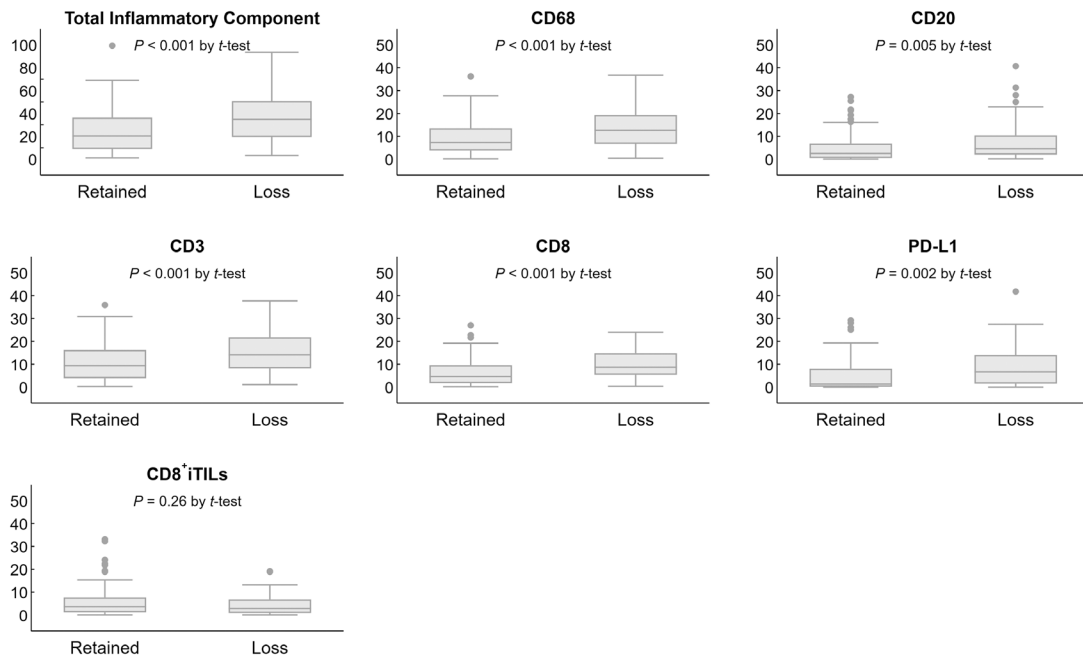 Total Inflammatory Component
P < 0.001 by t-test
100
80
60
40
20
0
Retained
Loss
CD68
P < 0.001 by t-test
50
40
30
20
10
0
Retained
Loss
CD20
P = 0.005 by t-test
50
40
30
20
10
0
Retained
Loss
CD3
P < 0.001 by t-test
50
40
30
20
10
0
Retained
Loss
CD8
P < 0.001 by t-test
50
40
30
20
10
0
Retained
Loss
PD-L1
P = 0.002 by t-test
50
40
30
20
10
0
Retained
Loss
CD8⁺iTILs
P = 0.26 by t-test
50
40
30
20
10
0
Retained
Loss